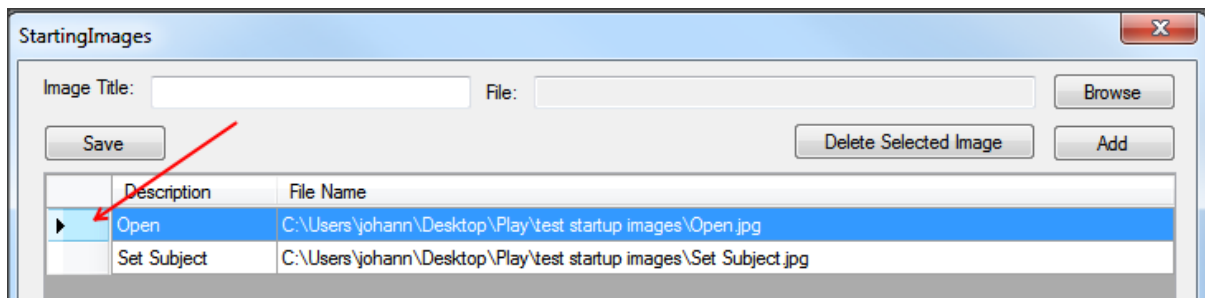 StartingImages
Image Title: File: Browse
Save Delete Selected Image Add
Description File Name
Open C:\Users\johann\Desktop\Play\test startup images\Open.jpg
Set Subject C:\Users\johann\Desktop\Play\test startup images\Set Subject.jpg